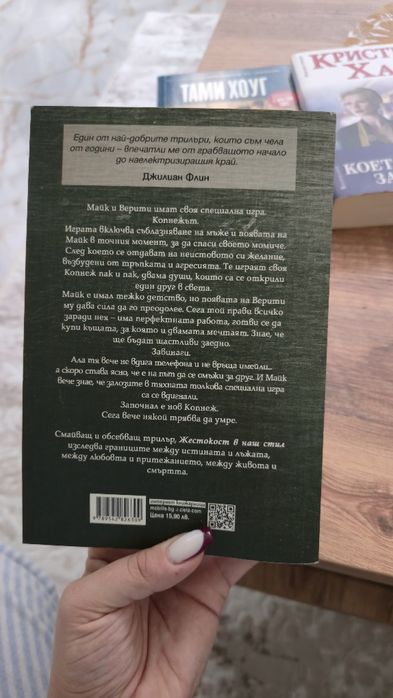 ТАМИ ХОУГ
КРИСТ
ХА
КОЕТ
ЗА
Един от най-добрите трилъри, които съм чела
от години – впечатли ме от грабващото начало
до наелектризиращия край.
Джилиан Флин
Майк и Верити имат своя специална игра.
Копнежът.
Играта включва съблазняване на мъже и появата на
Майк в точния момент, за да спаси своето момиче.
След което се отдават на неистовото си желание,
възбудени от тръпката и агресията. Те играят своя
Копнеж пак и пак, двама души, които са се открили
един друг в света.
Майк е имал тежко детство, но появата на Верити
му дава сила да го преодолее. Сега той прави всичко
заради нея – има перфектната работа, готви се да
купи къщата, за която и двамата мечтаят. Знае, че
ще бъдат щастливи заедно.
Завинаги.
Ала тя вече не вдига телефона и не връща имейли...
а скоро става ясно, че е на път да се омъжи за друг. И Майк
вече знае, че залозите в тяхната толкова специална игра
са се вдигнали.
Започнал е нов Копнеж.
Сега вече някой трябва да умре.
Смайващ и обсебващ трилър, Жестокост в наш стил
изследва границите между истината и лъжата,
между любовта и притежанието, между живота и
смъртта.
интернет книжарници
mobilis.bg и ciela.com
Цена 15,90 лв.